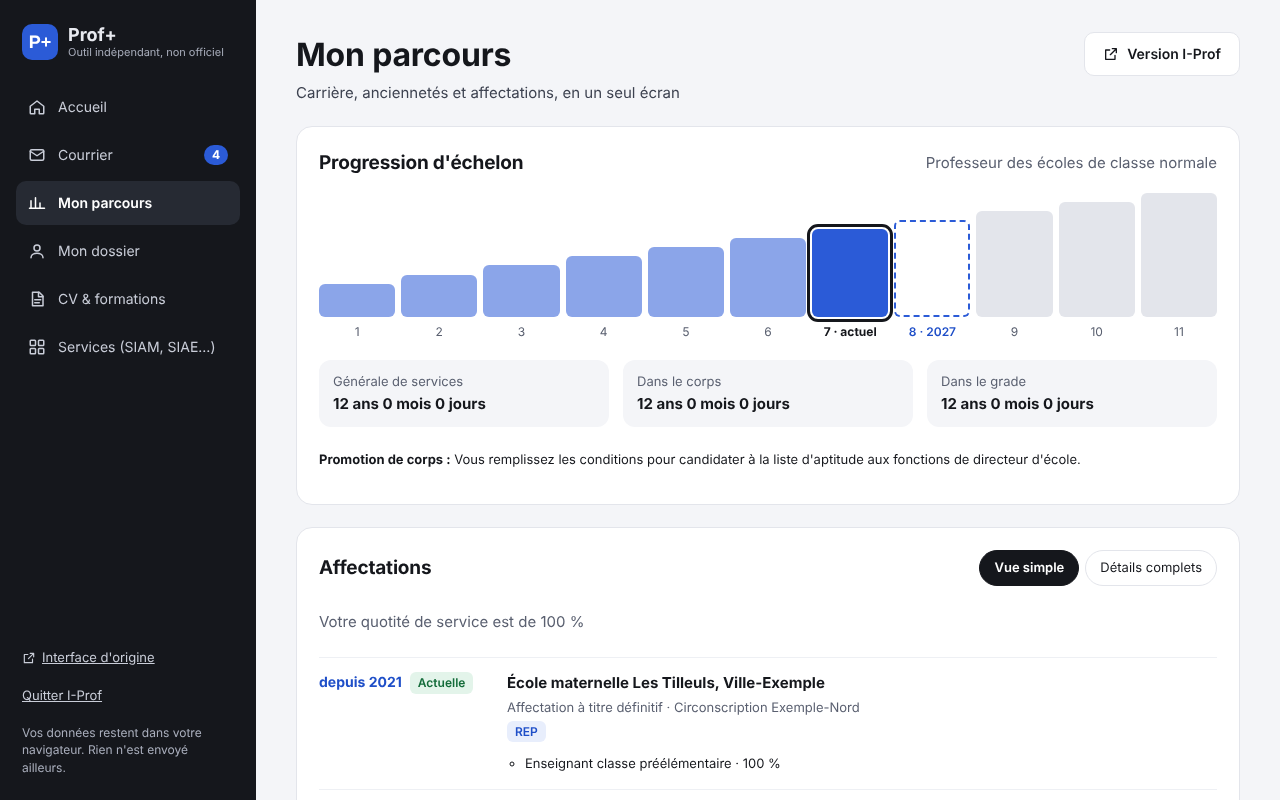 P+
Prof+
Outil indépendant, non officiel
Accueil
Courrier
4
Mon parcours
Mon dossier
CV & formations
Services (SIAM, SIAE…)
Interface d'origine
Quitter I-Prof
Vos données restent dans votre
navigateur. Rien n'est envoyé
ailleurs.
Mon parcours
Carrière, anciennetés et affectations, en un seul écran
Version I-Prof
Progression d'échelon
Professeur des écoles de classe normale
1
2
3
4
5
6
7 · actuel
8 · 2027
9
10
11
Générale de services
12 ans 0 mois 0 jours
Dans le corps
12 ans 0 mois 0 jours
Dans le grade
12 ans 0 mois 0 jours
Promotion de corps : Vous remplissez les conditions pour candidater à la liste d'aptitude aux fonctions de directeur d'école.
Affectations
Vue simple
Détails complets
Votre quotité de service est de 100 %
depuis 2021
Actuelle
École maternelle Les Tilleuls, Ville-Exemple
Affectation à titre définitif · Circonscription Exemple-Nord
REP
Enseignant classe préélémentaire · 100 %